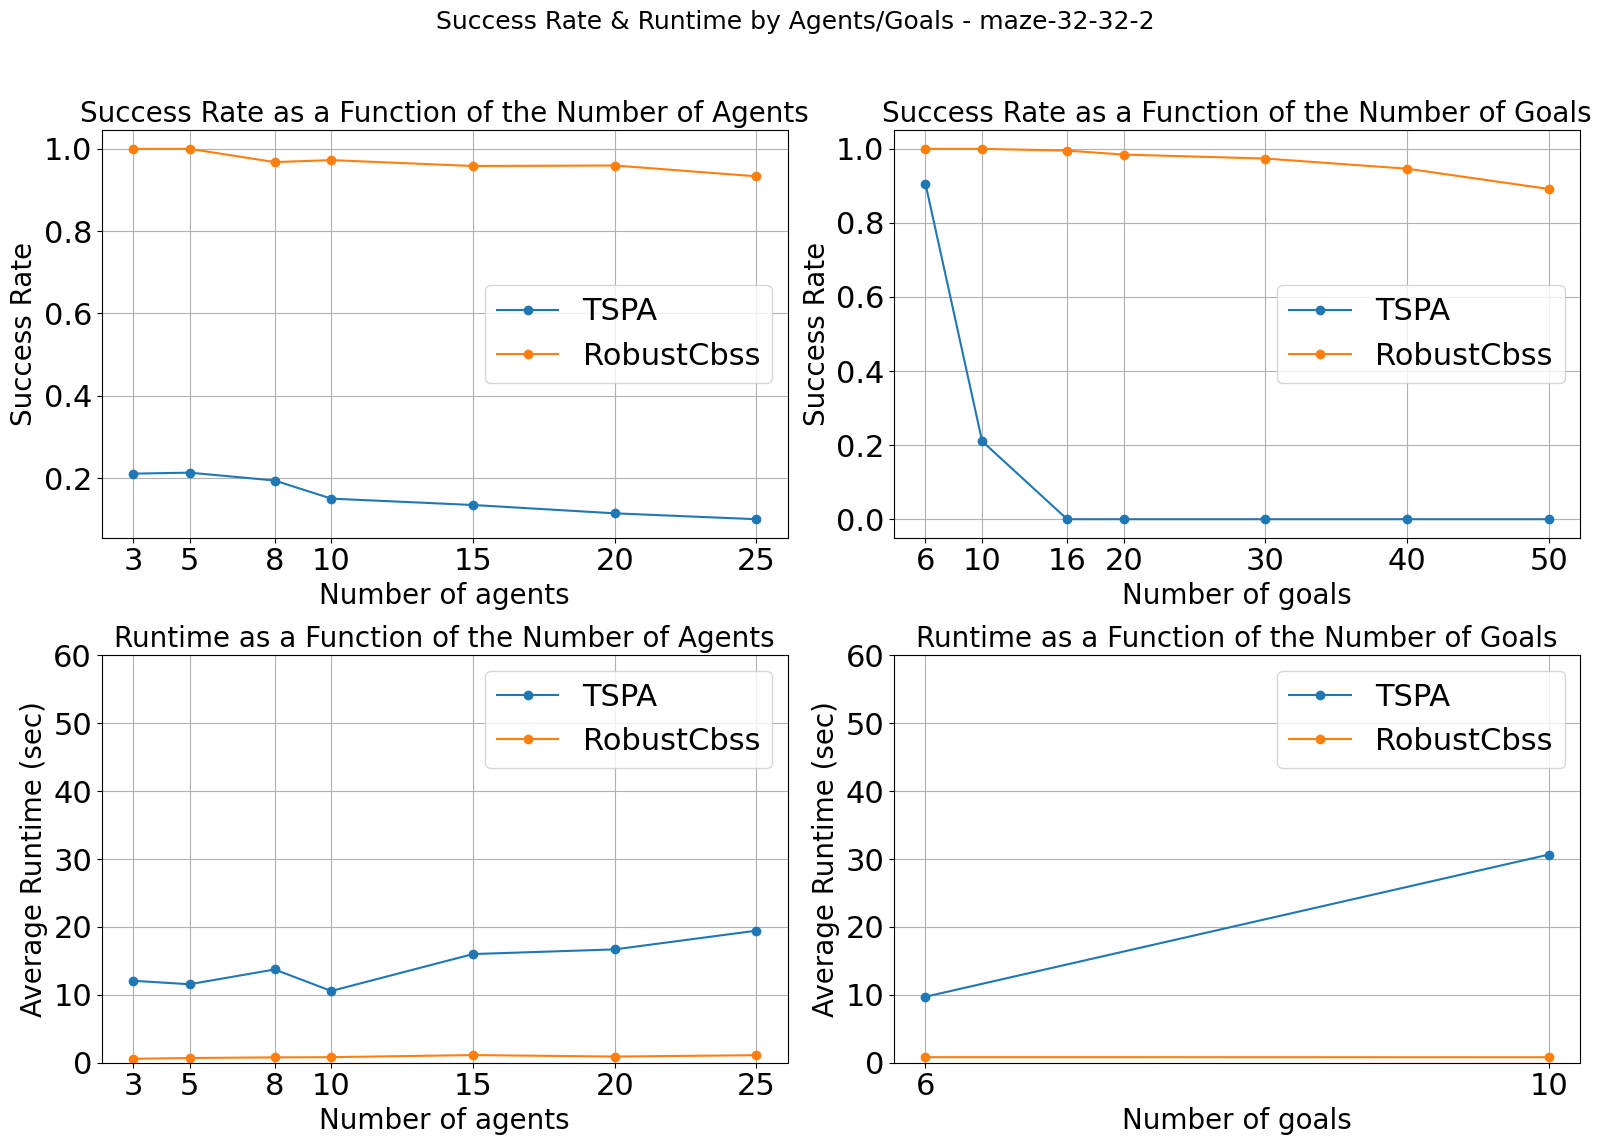 Success Rate & Runtime by Agents/Goals - maze-32-32-2
Success Rate as a Function of the Number of Agents
Success Rate
1.0
0.8
0.6
0.4
0.2
TSPA
RobustCbss
3 5 8 10 15 20 25
Number of agents
Success Rate as a Function of the Number of Goals
Success Rate
1.0
0.8
0.6
0.4
0.2
0.0
TSPA
RobustCbss
6 10 16 20 30 40 50
Number of goals
Runtime as a Function of the Number of Agents
Average Runtime (sec)
60
50
40
30
20
10
0
TSPA
RobustCbss
3 5 8 10 15 20 25
Number of agents
Runtime as a Function of the Number of Goals
Average Runtime (sec)
60
50
40
30
20
10
0
TSPA
RobustCbss
6 10
Number of goals